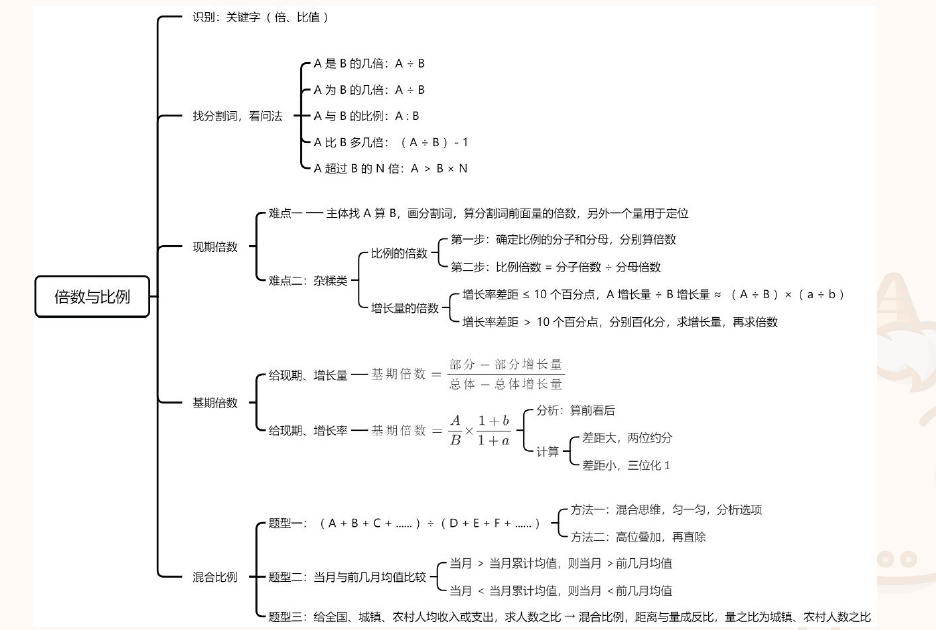 倍数与比例
识别：关键字（倍、比值）
找分割词，看问法
A 是 B 的几倍：A ÷ B
A 为 B 的几倍：A ÷ B
A 与 B 的比例：A : B
A 比 B 多几倍：（A ÷ B）- 1
A 超过 B 的 N 倍：A > B × N
现期倍数
难点一
主体找 A 算 B，画分割词，算分割词前面量的倍数，另外一个量用于定位
难点二：杂糅类
比例的倍数
第一步：确定比例的分子和分母，分别算倍数
第二步：比例倍数 = 分子倍数 ÷ 分母倍数
增长量的倍数
增长率差距 ≤ 10 个百分点，A 增长量 ÷ B 增长量 ≈ （A ÷ B）×（a ÷ b）
增长率差距 > 10 个百分点，分别百化分，求增长量，再求倍数
基期倍数
给现期、增长量
基期倍数 = 部分 − 部分增长量 / 总体 − 总体增长量
给现期、增长率
基期倍数 = A/B × 1 + b / 1 + a
分析：算前看后
计算
差距大，两位约分
差距小，三位化 1
混合比例
题型一：（A + B + C + ......）÷（D + E + F + ......）
方法一：混合思维，匀一匀，分析选项
方法二：高位叠加，再直除
题型二：当月与前几月均值比较
当月 > 当月累计均值，则当月 > 前几月均值
当月 < 当月累计均值，则当月 < 前几月均值
题型三：给全国、城镇、农村人均收入或支出，求人数之比 → 混合比例，距离与量成反比，量之比为城镇、农村人数之比